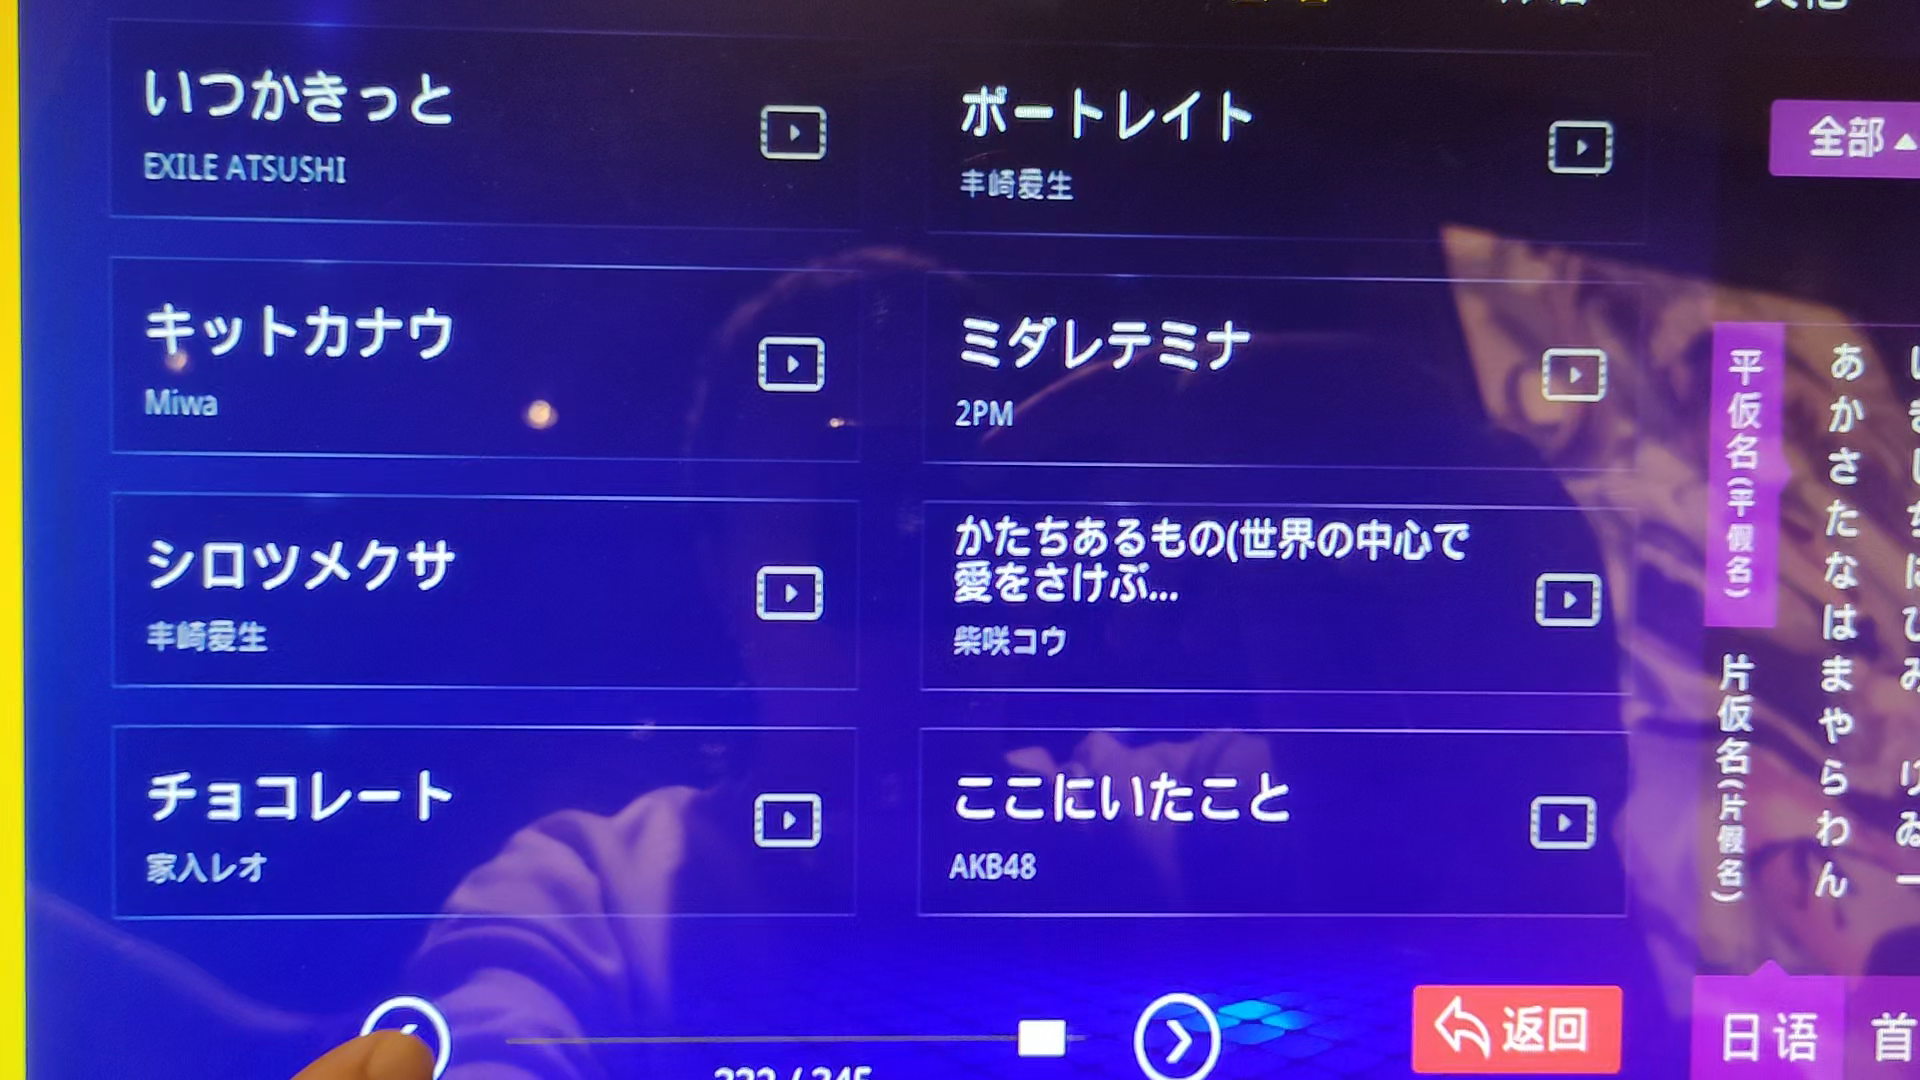 いつかきっと
EXILE ATSUSHI
ポートレイト
丰崎愛生
キットカナウ
Miwa
ミダレテミナ
2PM
シロツメクサ
丰崎愛生
かたちあるもの(世界の中心で
愛をさけぶ...
柴咲コウ
チョコレート
家入レオ
ここにいたこと
AKB48
全部▲
平仮名(平假名)
片仮名(片假名)
あかさたなはまやらわん
返回
日语
首